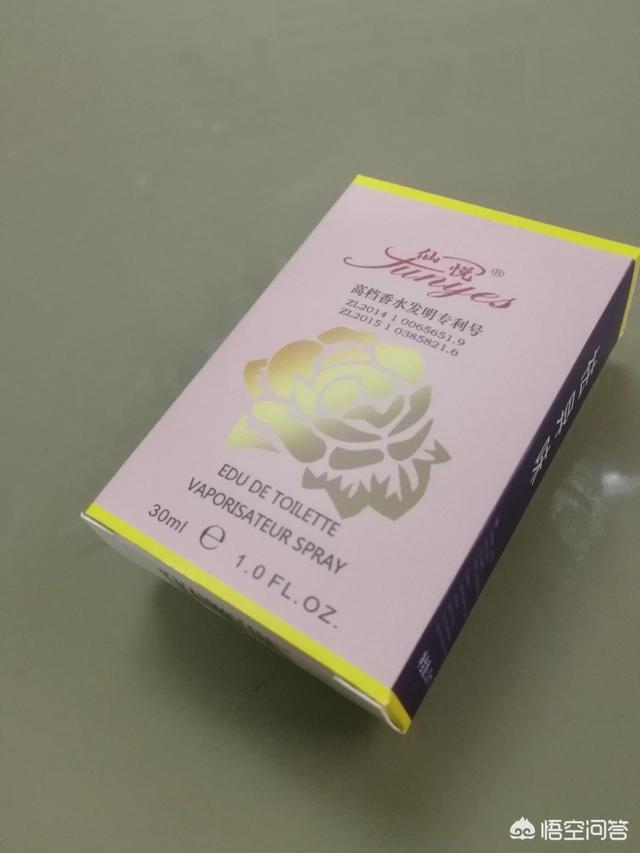 仙悦®
Junyes
高档香水发明专利号
ZL2014 1 0065651.9
ZL2015 1 0385821.6
EDU DE TOILETTE
VAPORISATEUR SPRAY
30ml ℮ 1.0 FL.OZ.
悟空问答